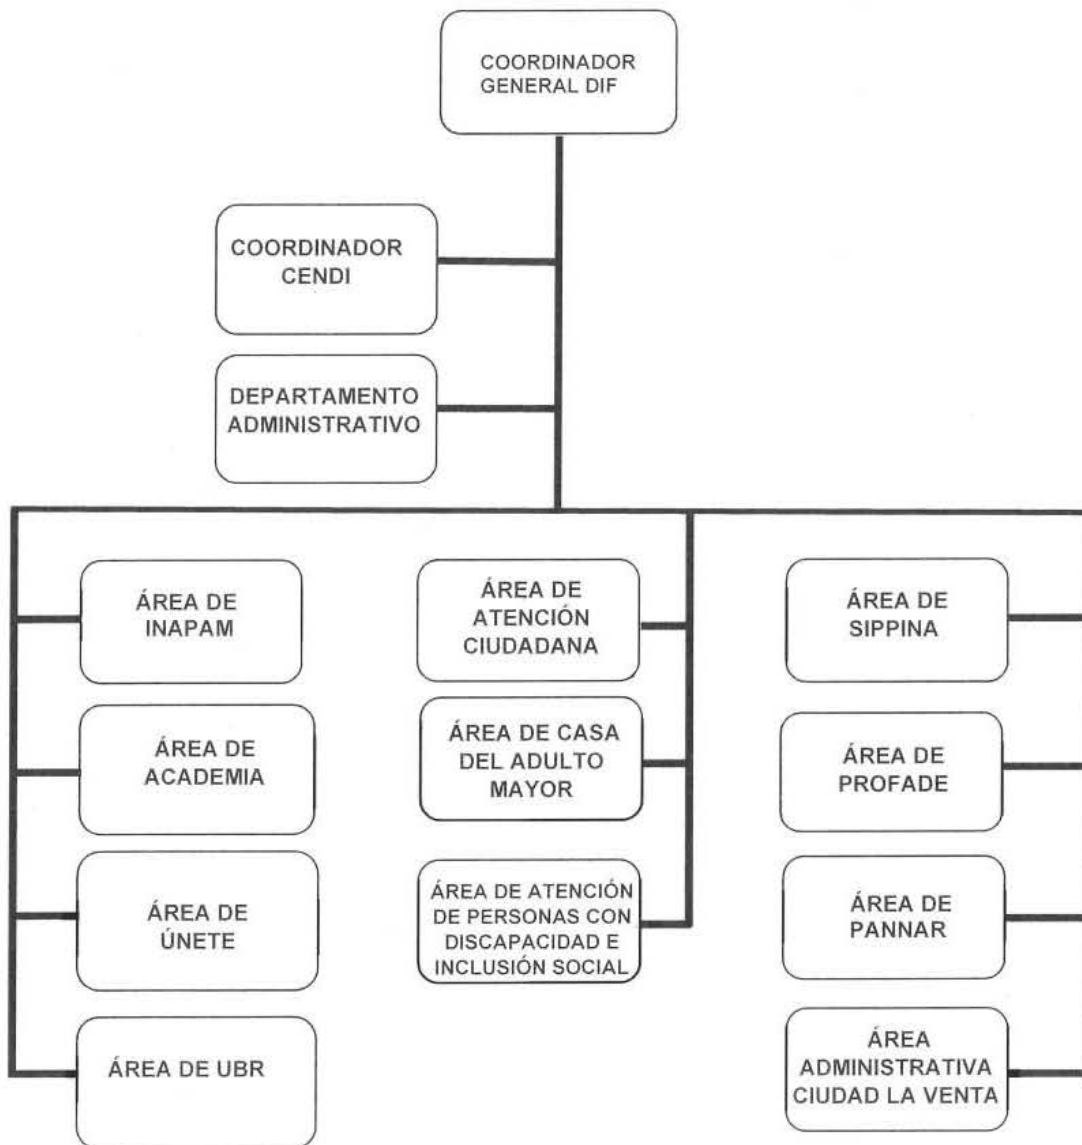 COORDINADOR
GENERAL DIF
COORDINADOR
CENDI
DEPARTAMENTO
ADMINISTRATIVO
ÁREA DE
INAPAM
ÁREA DE
ACADEMIA
ÁREA DE
ÚNETE
ÁREA DE UBR
ÁREA DE
ATENCIÓN
CIUDADANA
ÁREA DE CASA
DEL ADULTO
MAYOR
ÁREA DE ATENCIÓN
DE PERSONAS CON
DISCAPACIDAD E
INCLUSIÓN SOCIAL
ÁREA DE
SIPPINA
ÁREA DE
PROFADE
ÁREA DE
PANNAR
ÁREA
ADMINISTRATIVA
CIUDAD LA VENTA